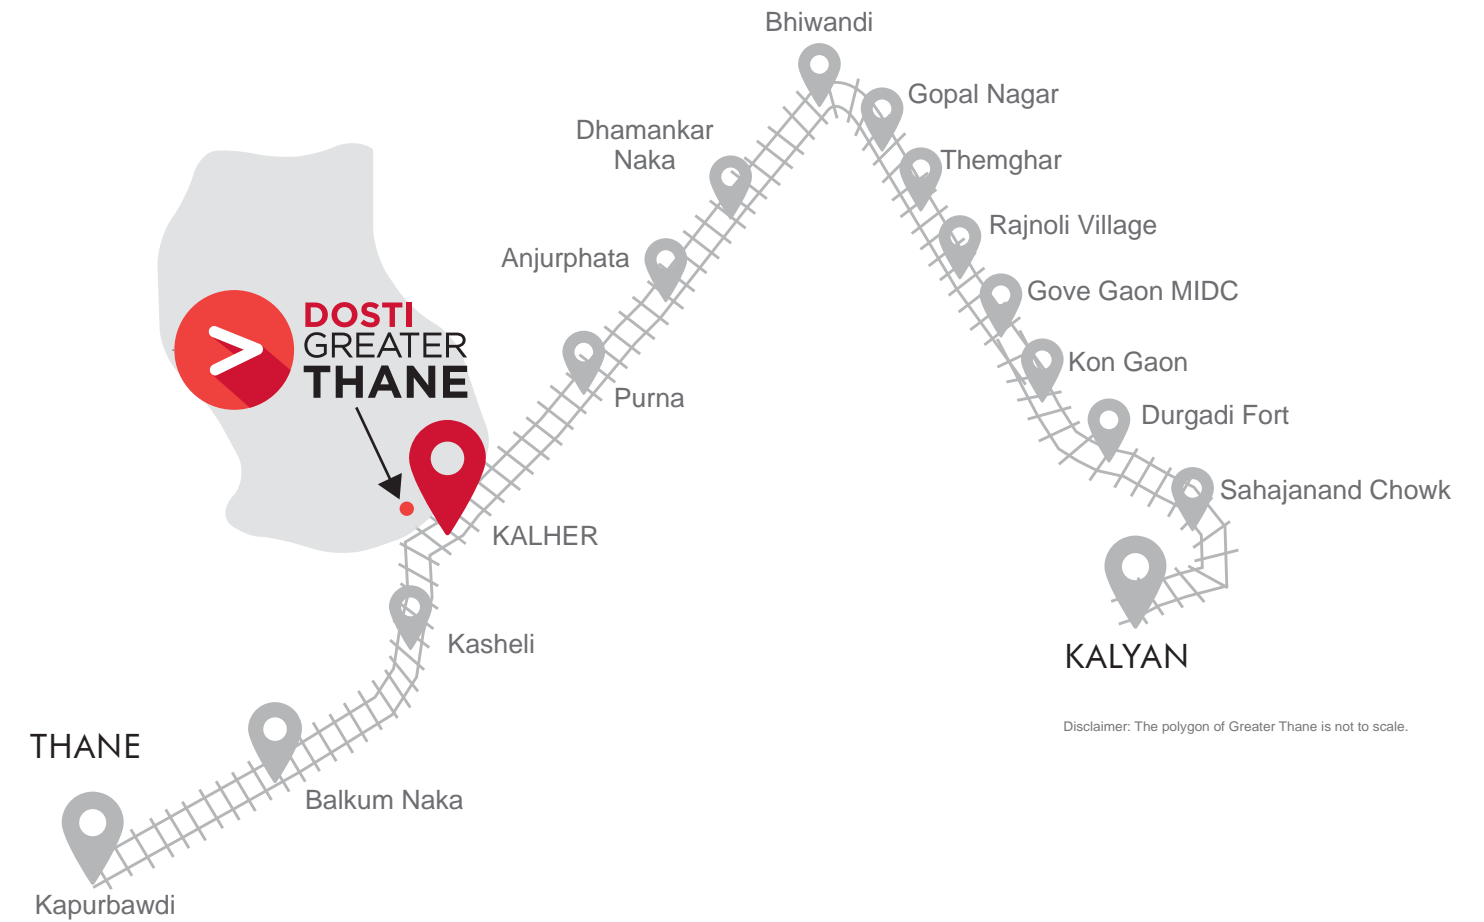 Bhiwandi
Gopal Nagar
Dhamankar
Naka
Themghar
Rajnoli Village
Anjurphata
Gove Gaon MIDC
DOSTI
GREATER
THANE
Kon Gaon
Purna
Durgadi Fort
Sahajanand Chowk
KALHER
Kasheli
KALYAN
Disclaimer: The polygon of Greater Thane is not to scale.
THANE
Balkum Naka
Kapurbawdi